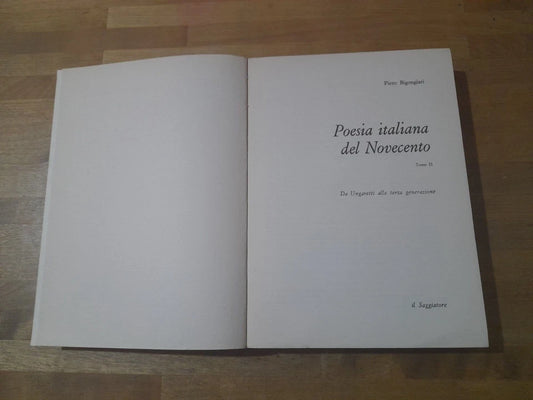 Piero Bigongiari
Poesia italiana
del Novecento
Tomo II
Da Ungaretti alla terza generazione
il Saggiatore